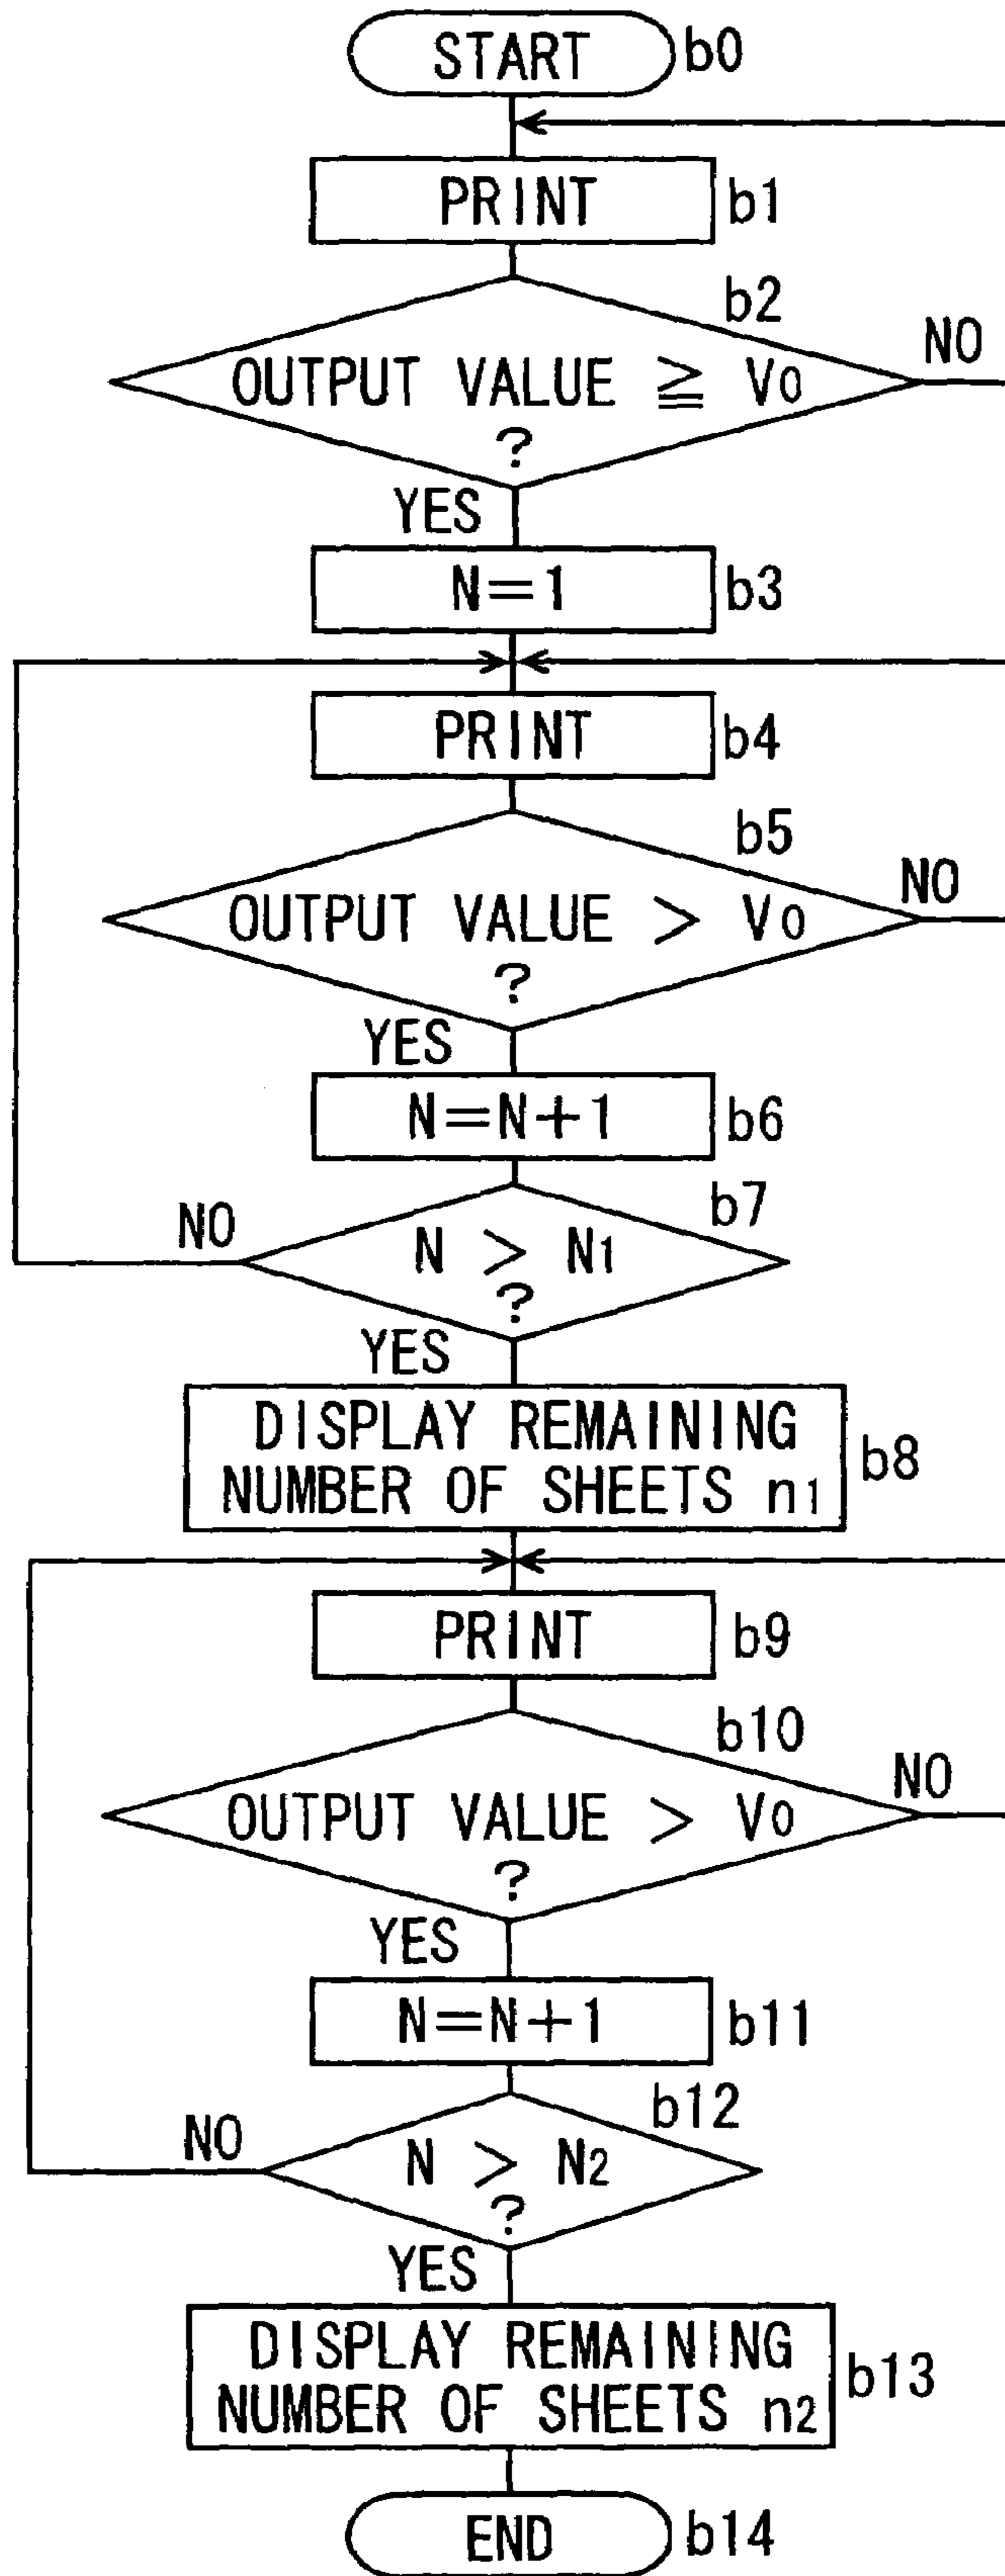 START b0
PRINT b1
b2
NO
OUTPUT VALUE ≧ V0
?
YES
N=1 b3
PRINT b4
b5
NO
OUTPUT VALUE > V0
?
YES
N=N+1 b6
b7
NO
N > N1
?
YES
DISPLAY REMAINING
NUMBER OF SHEETS n1
b8
PRINT b9
b10
NO
OUTPUT VALUE > V0
?
YES
N=N+1 b11
b12
NO
N > N2
?
YES
DISPLAY REMAINING
NUMBER OF SHEETS n2
b13
END b14